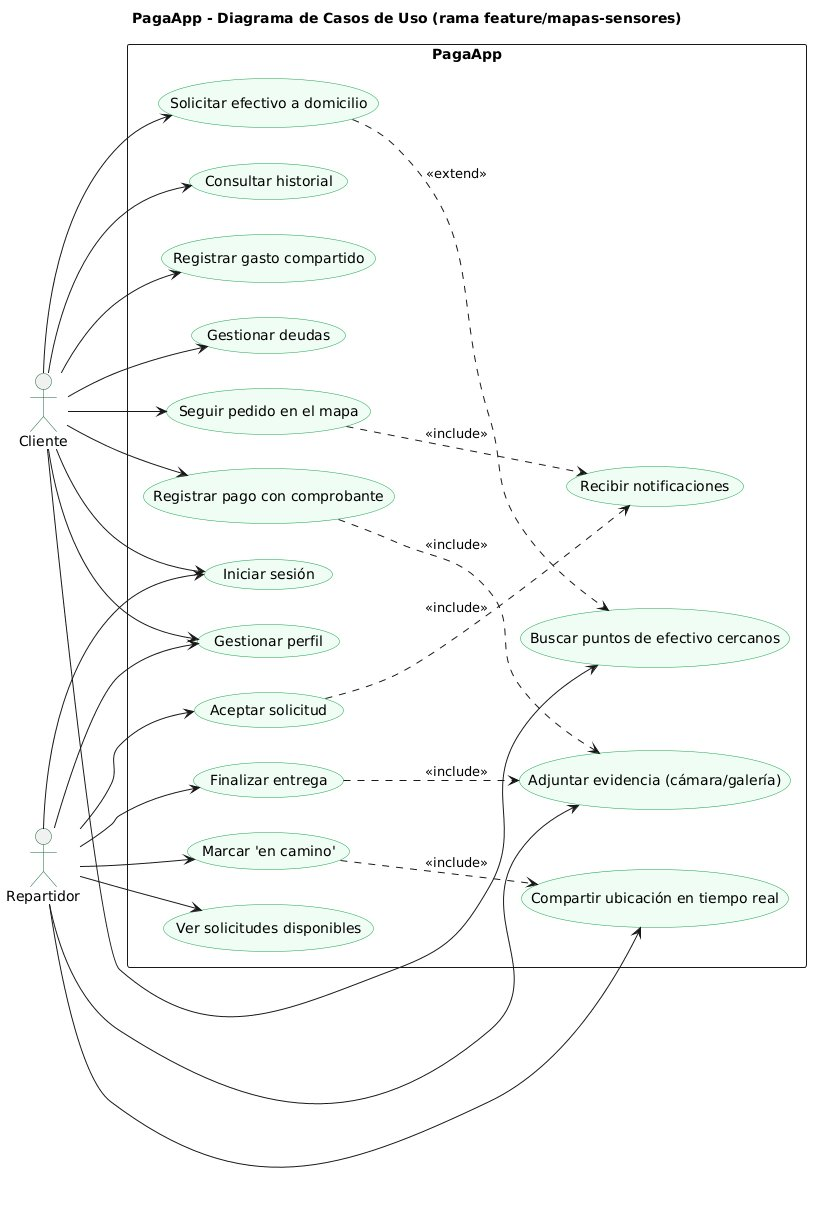 PagaApp - Diagrama de Casos de Uso (rama feature/mapas-sensores)
PagaApp
Solicitar efectivo a domicilio
«extend»
Consultar historial
Registrar gasto compartido
Gestionar deudas
Seguir pedido en el mapa
Cliente
«include»
Recibir notificaciones
Registrar pago con comprobante
«include»
Iniciar sesión
«include»
Gestionar perfil
Buscar puntos de efectivo cercanos
Aceptar solicitud
Finalizar entrega
«include»
Adjuntar evidencia (cámara/galería)
Marcar 'en camino'
«include»
Repartidor
Compartir ubicación en tiempo real
Ver solicitudes disponibles